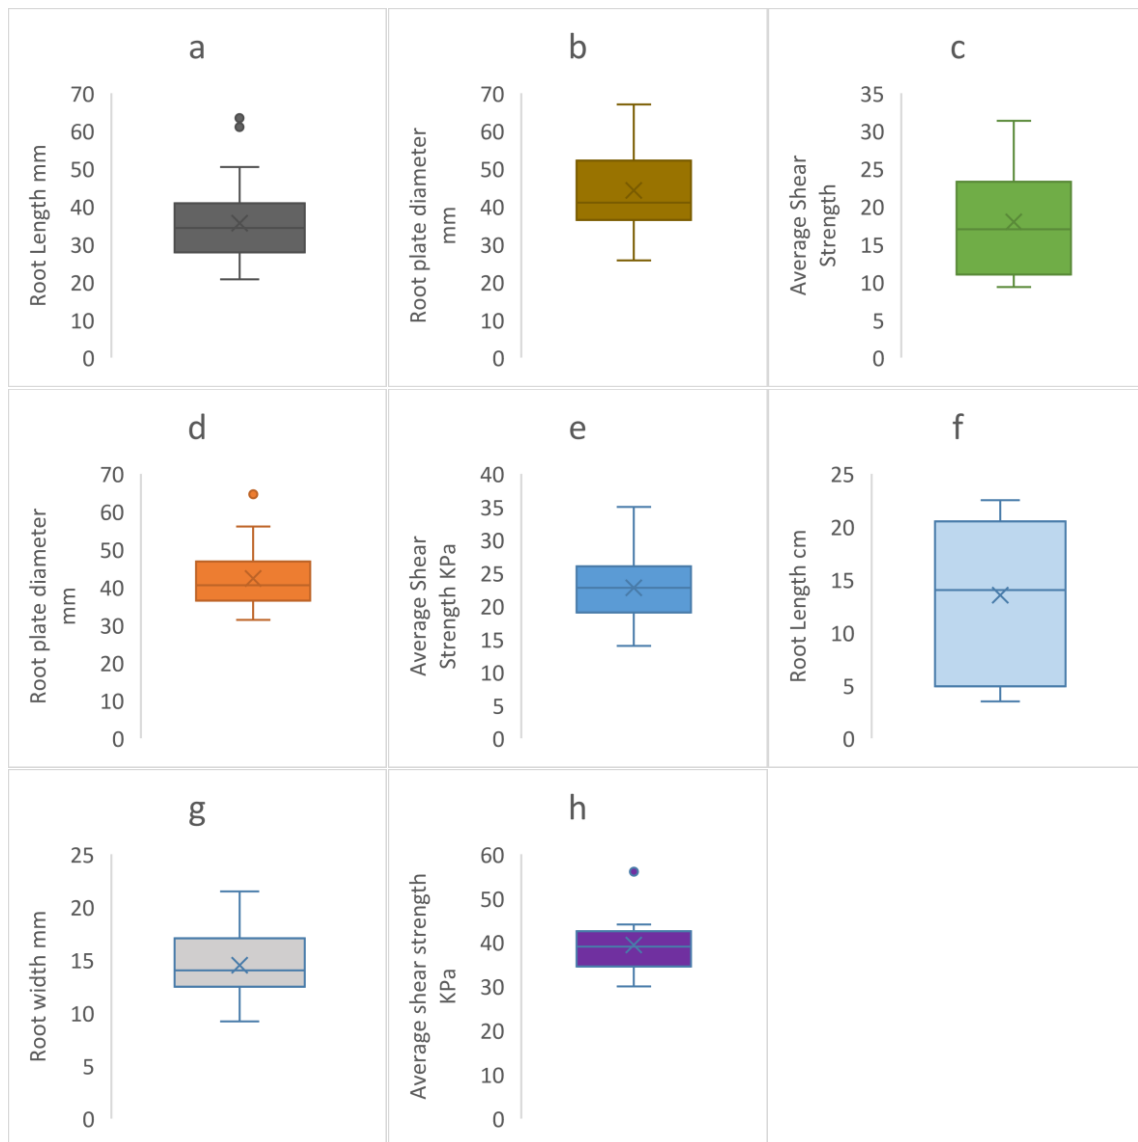 a
Root Length mm
70
60
50
40
30
20
10
0
b
Root plate diameter
mm
70
60
50
40
30
20
10
0
c
Average Shear
Strength
35
30
25
20
15
10
5
0
d
Root plate diameter
mm
70
60
50
40
30
20
10
0
e
Average Shear
Strength KPa
40
35
30
25
20
15
10
5
0
f
Root Length cm
25
20
15
10
5
0
g
Root width mm
25
20
15
10
5
0
h
Average shear strength
KPa
60
50
40
30
20
10
0